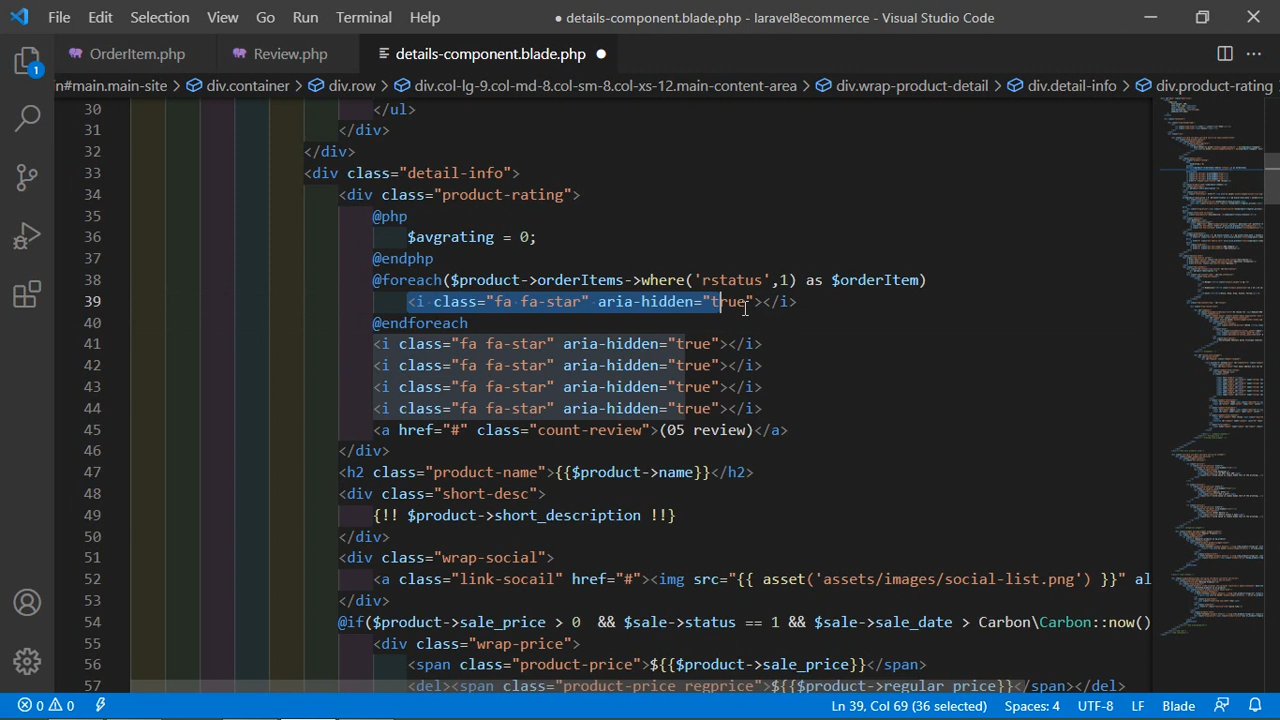 File Edit Selection View Go Run Terminal Help
● details-component.blade.php - laravel8ecommerce - Visual Studio Code
OrderItem.php Review.php details-component.blade.php ●
n#main.main-site > div.container > div.row > div.col-lg-9.col-md-8.col-sm-8.col-xs-12.main-content-area > div.wrap-product-detail > div.detail-info > div.product-rating
1
30 </ul>
31 </div>
32 </div>
33 <div class="detail-info">
34 <div class="product-rating">
35 @php
36 $avgrating = 0;
37 @endphp
38 @foreach($product->orderItems->where('rstatus',1) as $orderItem)
39 <i class="fa fa-star" aria-hidden="true"></i>
40 @endforeach
41 <i class="fa fa-star" aria-hidden="true"></i>
42 <i class="fa fa-star" aria-hidden="true"></i>
43 <i class="fa fa-star" aria-hidden="true"></i>
44 <i class="fa fa-star" aria-hidden="true"></i>
45 <a href="#" class="count-review">(05 review)</a>
46 </div>
47 <h2 class="product-name">{{$product->name}}</h2>
48 <div class="short-desc">
49 {!! $product->short_description !!}
50 </div>
51 <div class="wrap-social">
52 <a class="link-socail" href="#"><img src="{{ asset('assets/images/social-list.png') }}" al
53 </div>
54 @if($product->sale_price > 0 && $sale->status == 1 && $sale->sale_date > Carbon\Carbon::now()
55 <div class="wrap-price">
56 <span class="product-price">${{$product->sale_price}}</span>
57 <del><span class="product-price regprice">${{$product->regular_price}}</span></del>
0 0 Ln 39, Col 69 (36 selected) Spaces: 4 UTF-8 LF Blade